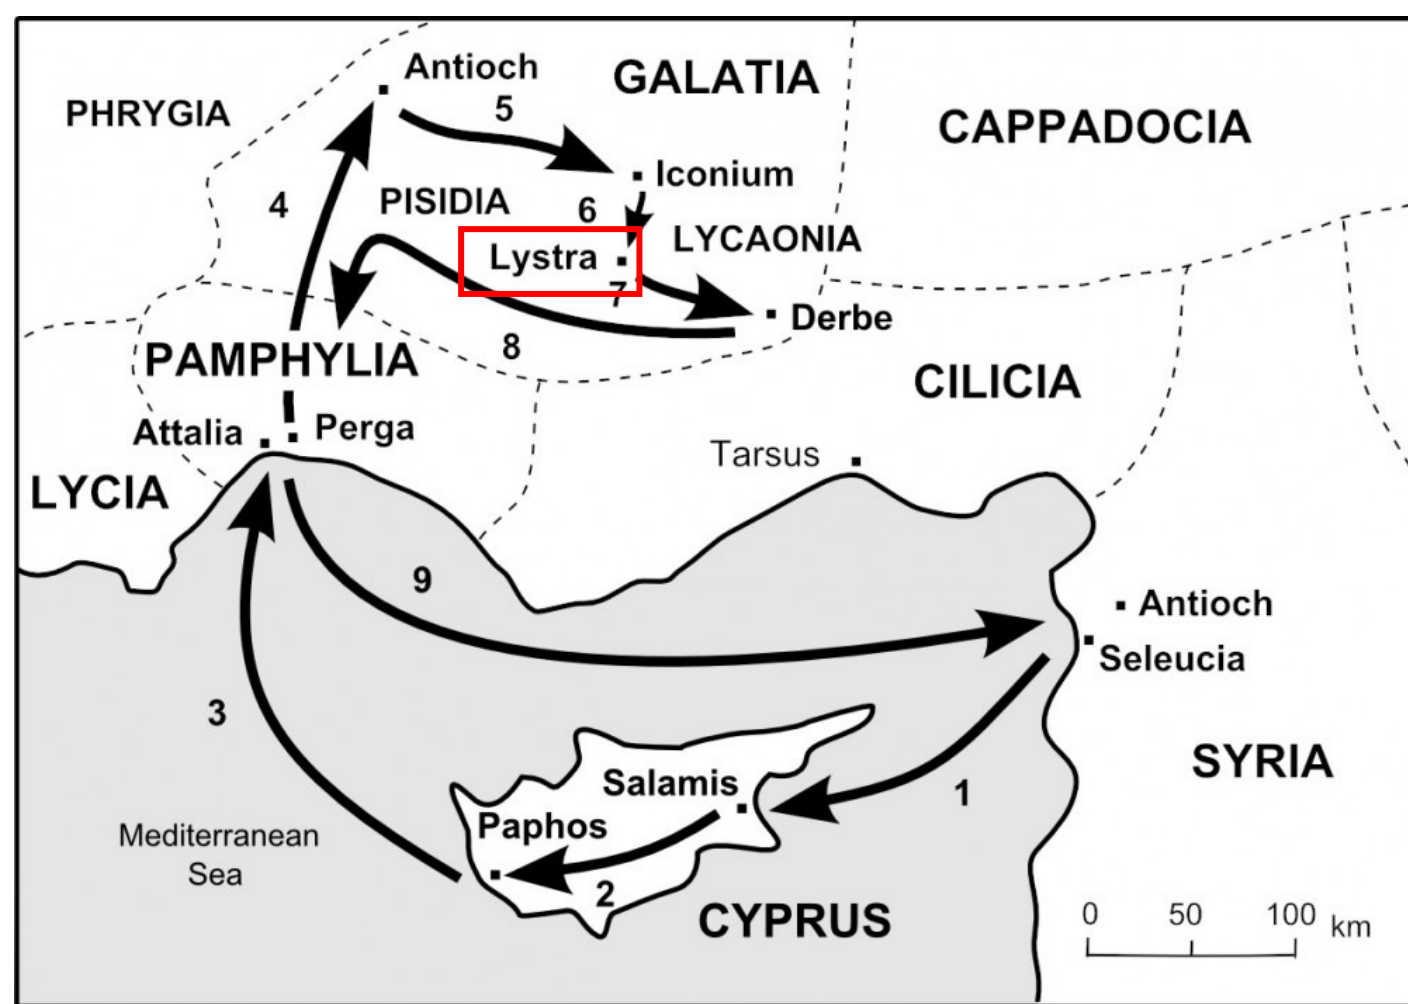 Antioch
GALATIA
5
PHRYGIA
CAPPADOCIA
Iconium
4
PISIDIA
6
LYCAONIA
Lystra
7
Derbe
8
PAMPHYLIA
CILICIA
Attalia
Perga
Tarsus
LYCIA
9
Antioch
Seleucia
3
SYRIA
Salamis
1
Paphos
Mediterranean
Sea
2
CYPRUS
0 50 100 km